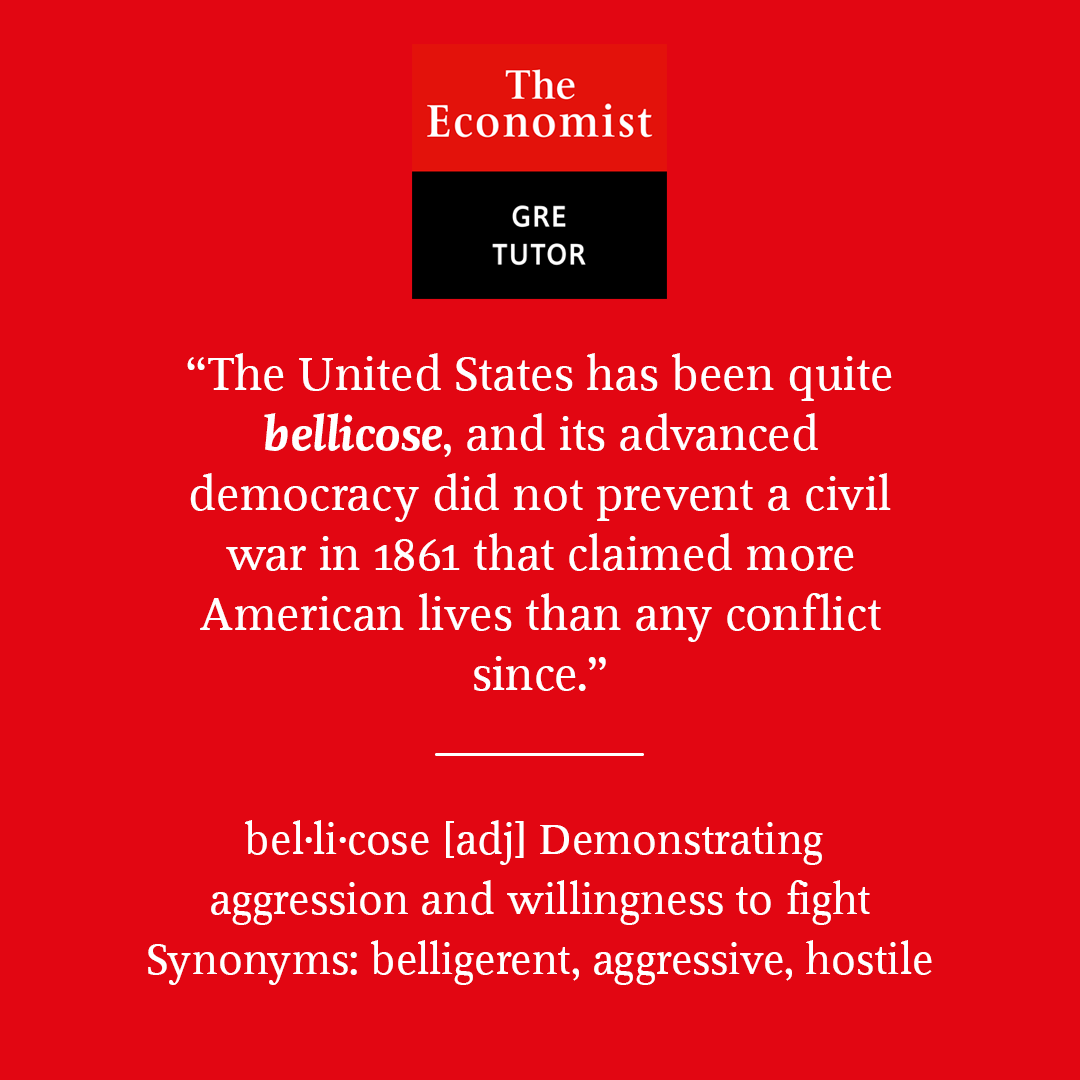 The
Economist
GRE
TUTOR
“The United States has been quite
bellicose, and its advanced
democracy did not prevent a civil
war in 1861 that claimed more
American lives than any conflict
since.”
bel·li·cose [adj] Demonstrating
aggression and willingness to fight
Synonyms: belligerent, aggressive, hostile